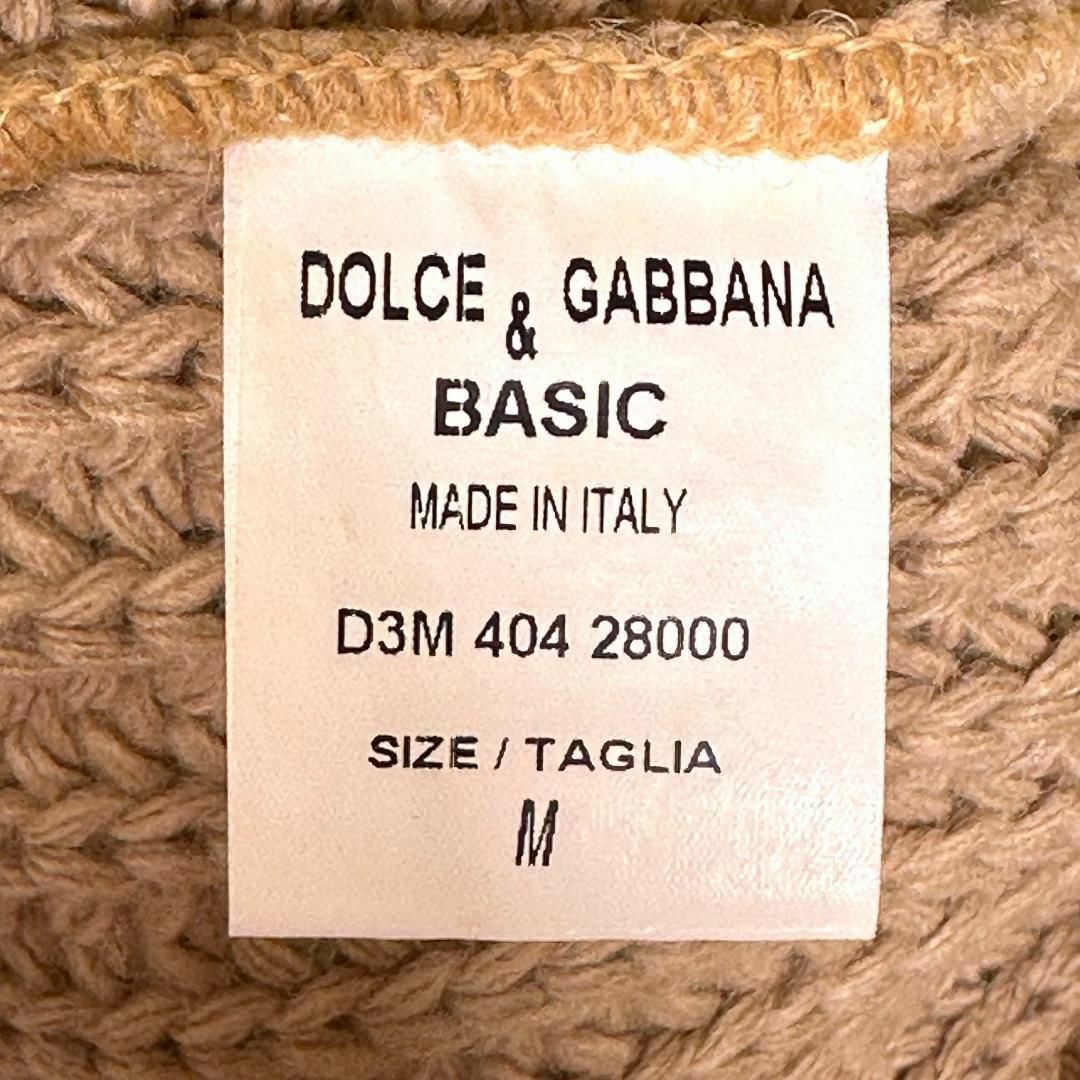 DOLCE & GABBANA
BASIC
MADE IN ITALY
D3M 404 28000
SIZE / TAGLIA
M